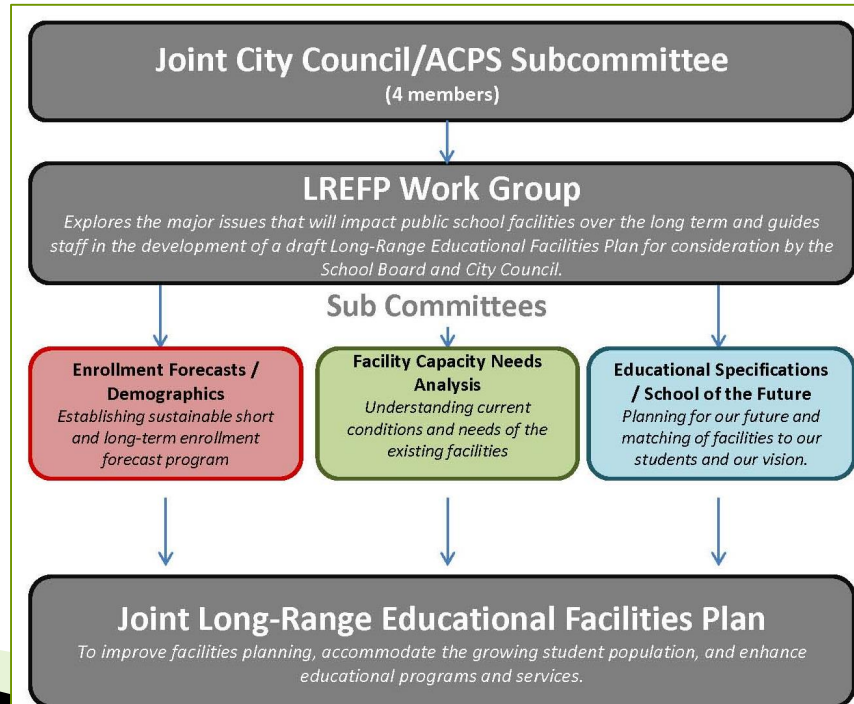 Joint City Council/ACPS Subcommittee
(4 members)
LREFP Work Group
Explores the major issues that will impact public school facilities over the long term and guides
staff in the development of a draft Long-Range Educational Facilities Plan for consideration by the
School Board and City Council.
Sub Committees
Enrollment Forecasts /
Demographics
Establishing sustainable short
and long-term enrollment
forecast program
Facility Capacity Needs
Analysis
Understanding current
conditions and needs of the
existing facilities
Educational Specifications
/ School of the Future
Planning for our future and
matching of facilities to our
students and our vision.
Joint Long-Range Educational Facilities Plan
To improve facilities planning, accommodate the growing student population, and enhance
educational programs and services.